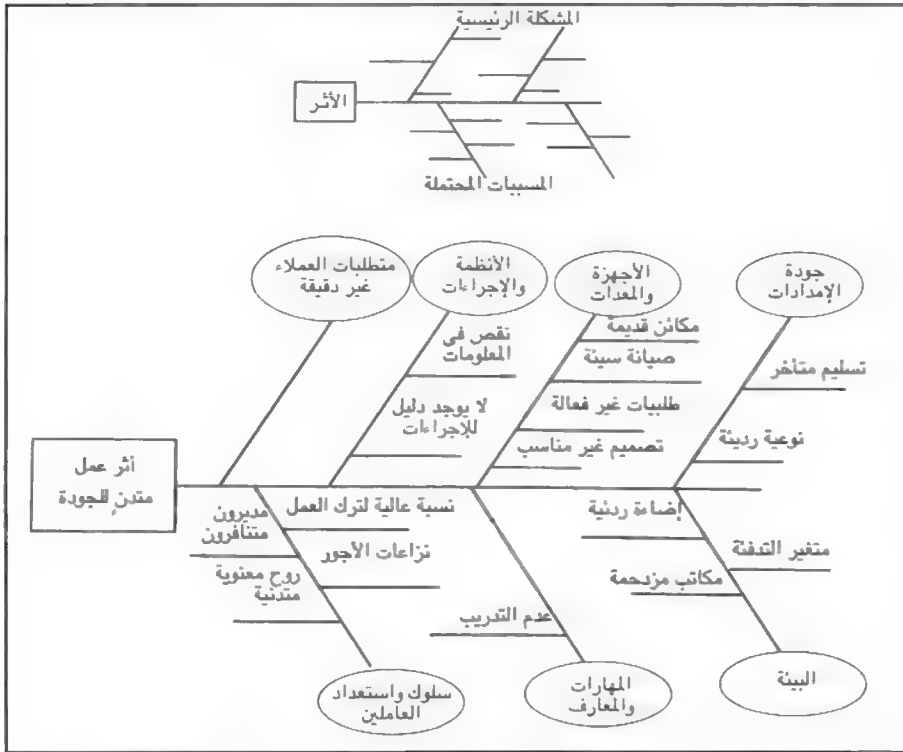 المشكلة الرئيسية
الأثر
المسببات المحتملة
جودة
الإمدادات
الأجهزة
والمعدات
الأنظمة
والإجراءات
متطلبات العملاء
غير دقيقة
تسليم متأخر
نوعية رديئة
مكائن قديمة
صيانة سيئة
طلبيات غير فعالة
تصميم غير مناسب
نقص فى
المعلومات
لا يوجد دليل
للإجراءات
أثر عمل
متدنٍ للجودة
إضاءة ردئية
متغير التدفئة
مكاتب مزدحمة
عدم التدريب
نسبة عالية لترك العمل
نزاعات الأجور
مديرون
متنافرون
روح معنوية
متدنية
البيئة
المهارات
والمعارف
سلوك واستعداد
العاملين